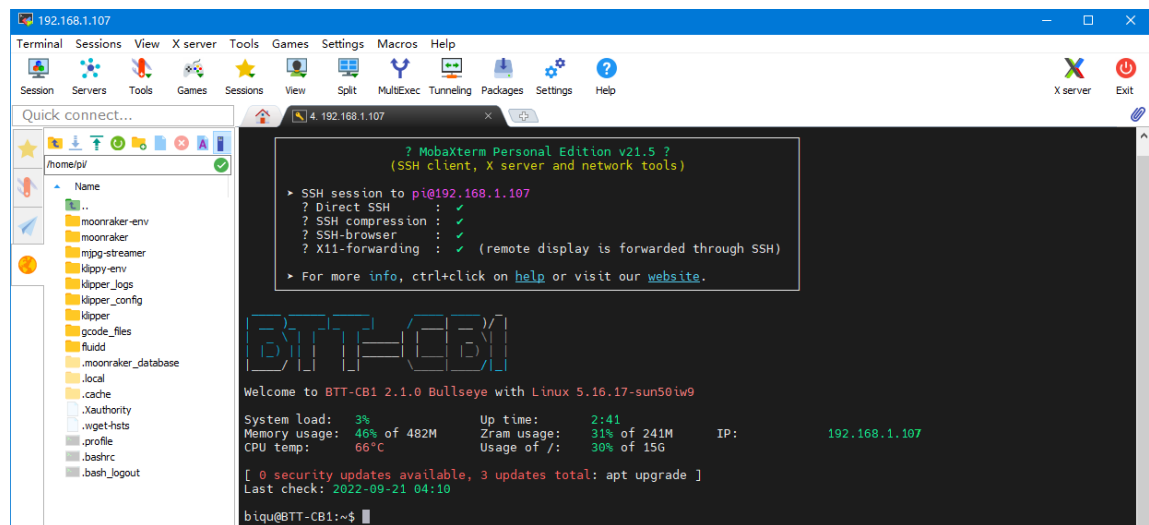 192.168.1.107
Terminal Sessions View X server Tools Games Settings Macros Help
Session Servers Tools Games Sessions View Split MultiExec Tunneling Packages Settings Help X server Exit
Quick connect...
4. 192.168.1.107
/home/pi/
Name
..
moonraker-env
moonraker
mjpg-streamer
klippy-env
klipper_logs
klipper_config
klipper
gcode_files
fluidd
.moonraker_database
.local
.cache
.Xauthority
.wget-hsts
.profile
.bashrc
.bash_logout
? MobaXterm Personal Edition v21.5 ?
(SSH client, X server and network tools)
➤ SSH session to pi@192.168.1.107
? Direct SSH : ✔
? SSH compression : ✔
? SSH-browser : ✔
? X11-forwarding : ✔ (remote display is forwarded through SSH)
➤ For more info, ctrl+click on help or visit our website.
BTT-CB1
Welcome to BTT-CB1 2.1.0 Bullseye with Linux 5.16.17-sun50iw9
System load: 3% Up time: 2:41
Memory usage: 46% of 482M Zram usage: 31% of 241M IP: 192.168.1.107
CPU temp: 66°C Usage of /: 30% of 15G
[ 0 security updates available, 3 updates total: apt upgrade ]
Last check: 2022-09-21 04:10
biqu@BTT-CB1:~$